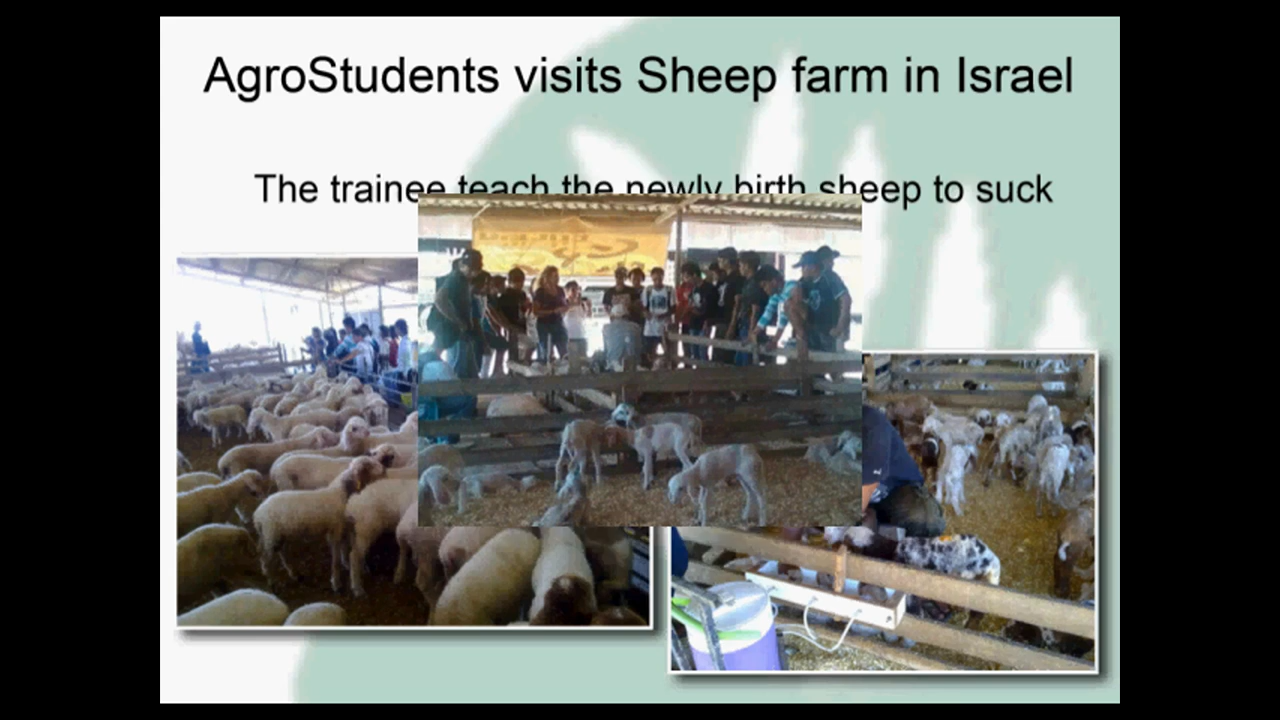 AgroStudents visits Sheep farm in Israel
The trainee teach the newly birth sheep to suck